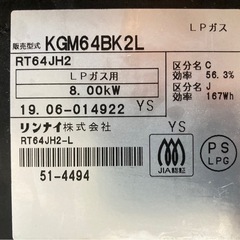 LPガス
販売型式 KGM64BK2L
RT64JH2
LPガス用
8.00kW
19.06-014922 YS
区分名 C
効率 56.3%
区分名 J
効率 167Wh
リンナイ株式会社 YS
RT64JH2-L
51-4494
JIA認証
PS
LPG